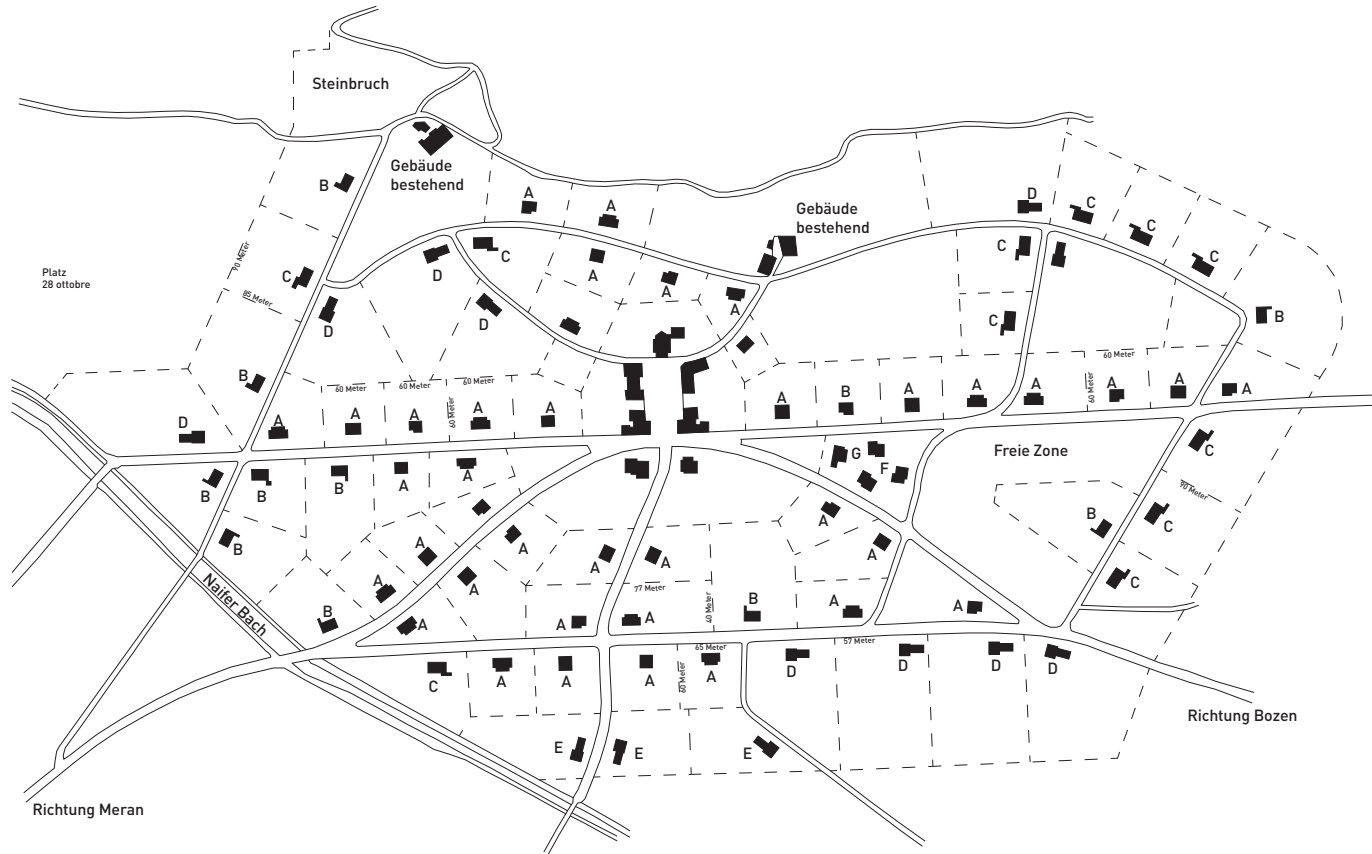 Steinbruch
Gebäude
bestehend
B
A
A
D
C
C
C
Gebäude
bestehend
90 Meter
Platz
28 ottobre
C
85 Meter
D
D
C
A
A
A
D
C
C
B
B
60 Meter
60 Meter
60 Meter
60 Meter
60 Meter
60 Meter
D
A
A
A
A
A
A
B
A
A
A
A
A
A
B
B
B
A
A
G
F
Freie Zone
C
90 Meter
B
A
A
A
A
B
C
Naifer Bach
A
A
A
A
77 Meter
40 Meter
B
A
A
C
B
A
A
A
65 Meter
57 Meter
60 Meter
C
A
A
A
A
D
D
D
D
E
E
E
Richtung Bozen
Richtung Meran